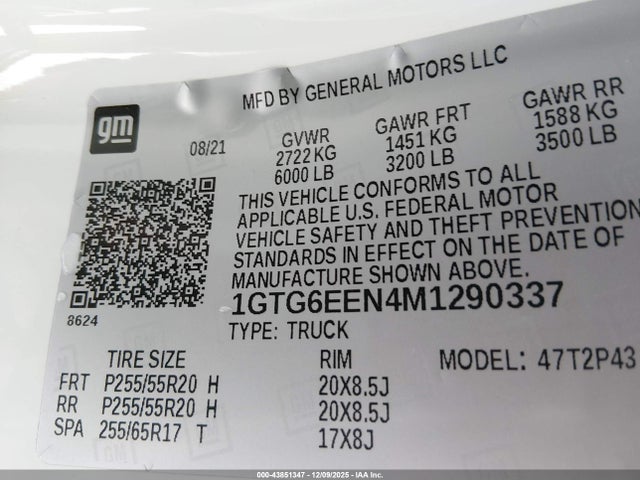 MFD BY GENERAL MOTORS LLC
gm
08/21
GVWR GAWR FRT GAWR RR
2722 KG 1451 KG 1588 KG
6000 LB 3200 LB 3500 LB
THIS VEHICLE CONFORMS TO ALL
APPLICABLE U.S. FEDERAL MOTOR
VEHICLE SAFETY AND THEFT PREVENTION
STANDARDS IN EFFECT ON THE DATE OF
MANUFACTURE SHOWN ABOVE.
8624
1GTG6EEN4M1290337
TYPE: TRUCK
TIRE SIZE RIM MODEL: 47T2P43
FRT P255/55R20 H 20X8.5J
RR P255/55R20 H 20X8.5J
SPA 255/65R17 T 17X8J
000-43851347 | 12/09/2025 | IAA Inc.